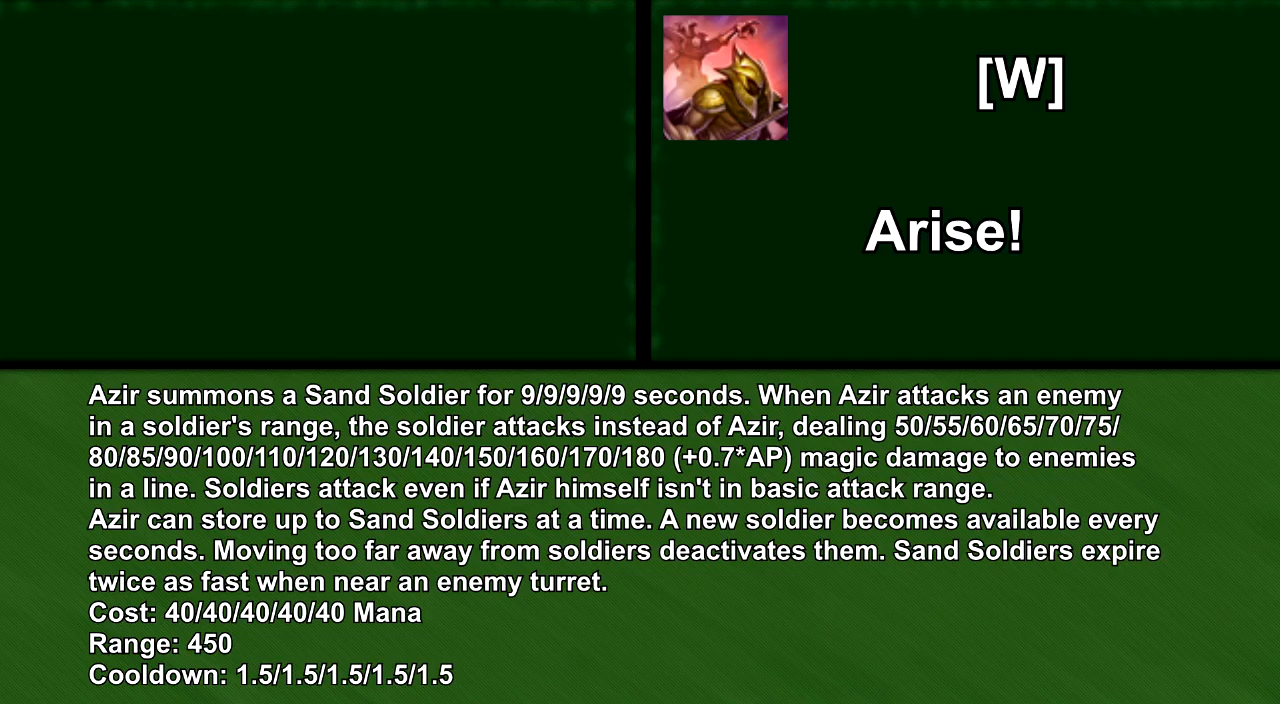 [W]
Arise!
Azir summons a Sand Soldier for 9/9/9/9/9 seconds. When Azir attacks an enemy
in a soldier's range, the soldier attacks instead of Azir, dealing 50/55/60/65/70/75/
80/85/90/100/110/120/130/140/150/160/170/180 (+0.7*AP) magic damage to enemies
in a line. Soldiers attack even if Azir himself isn't in basic attack range.
Azir can store up to Sand Soldiers at a time. A new soldier becomes available every
seconds. Moving too far away from soldiers deactivates them. Sand Soldiers expire
twice as fast when near an enemy turret.
Cost: 40/40/40/40/40 Mana
Range: 450
Cooldown: 1.5/1.5/1.5/1.5/1.5